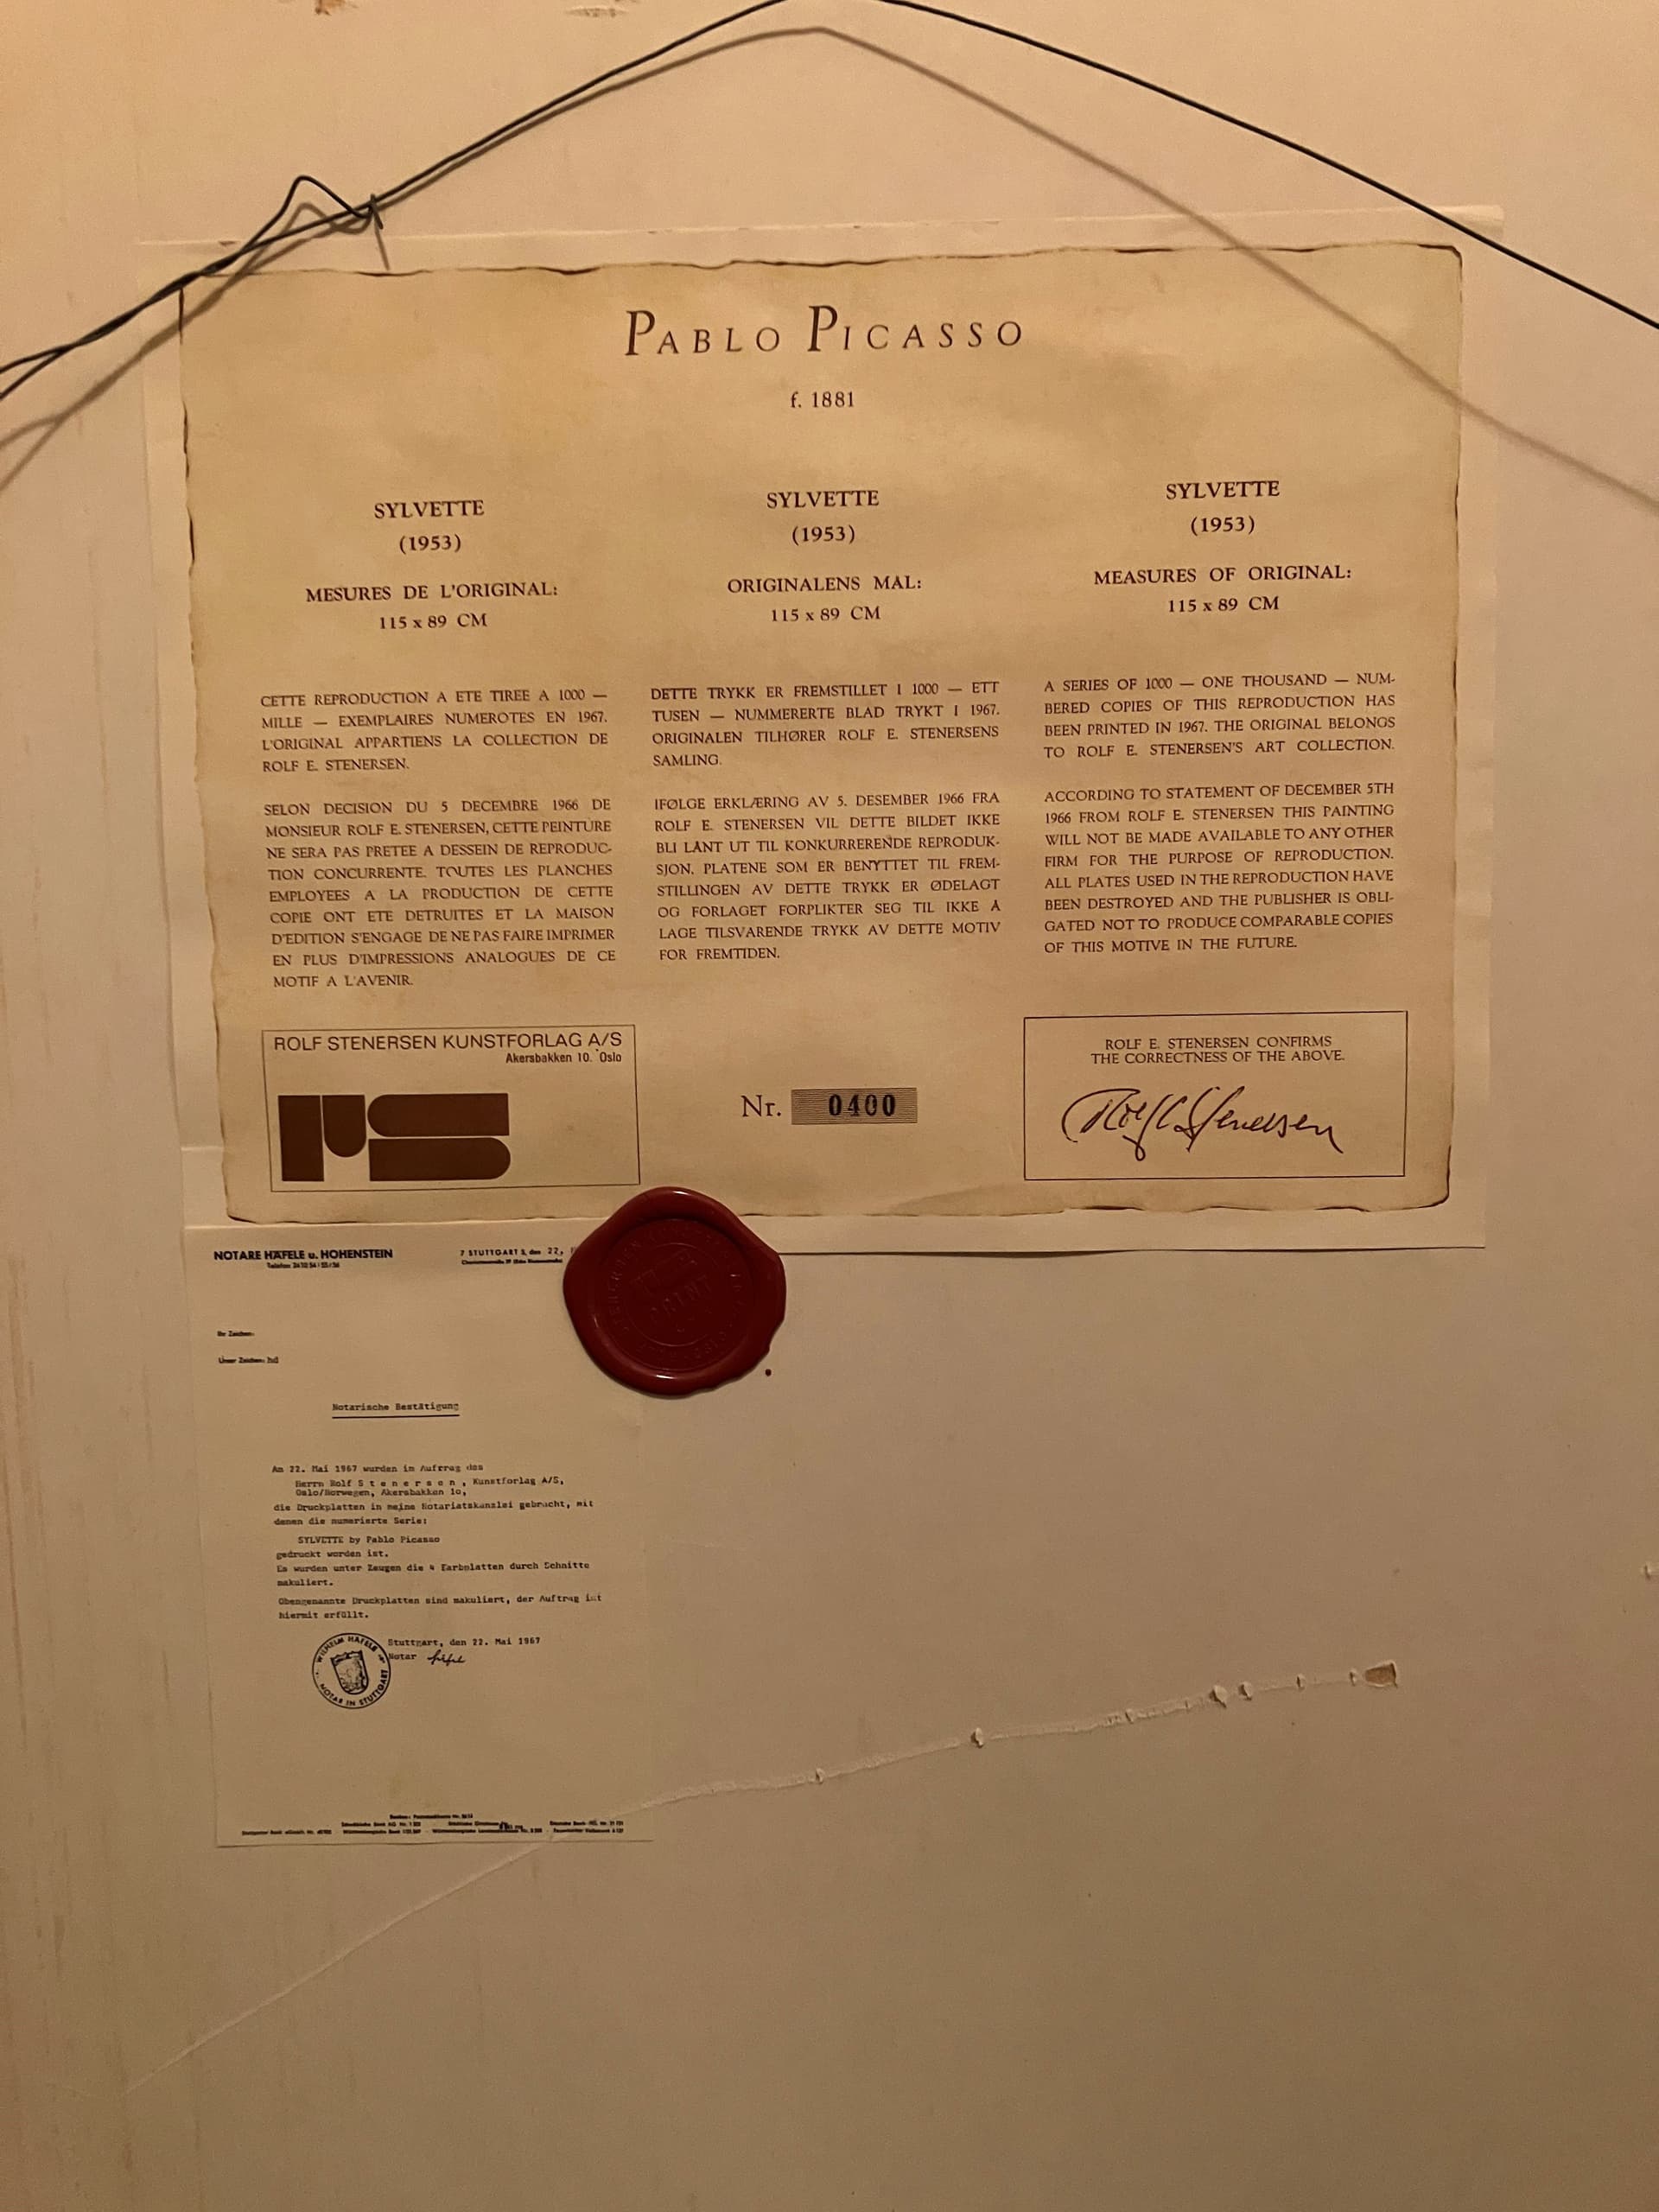 PABLO PICASSO
f. 1881
SYLVETTE
(1953)
MESURES DE L'ORIGINAL:
115 x 89 CM
CETTE REPRODUCTION A ETE TIREE A 1000 —
MILLE — EXEMPLAIRES NUMEROTES EN 1967.
L'ORIGINAL APPARTIENS LA COLLECTION DE
ROLF E. STENERSEN.
SELON DECISION DU 5 DECEMBRE 1966 DE
MONSIEUR ROLF E. STENERSEN, CETTE PEINTURE
NE SERA PAS PRETEE A DESSEIN DE REPRODUC-
TION CONCURRENTE. TOUTES LES PLANCHES
EMPLOYEES A LA PRODUCTION DE CETTE
COPIE ONT ETE DETRUITES ET LA MAISON
D'EDITION S'ENGAGE DE NE PAS FAIRE IMPRIMER
EN PLUS D'IMPRESSIONS ANALOGUES DE CE
MOTIF A L'AVENIR.
SYLVETTE
(1953)
ORIGINALENS MAL:
115 x 89 CM
DETTE TRYKK ER FREMSTILLET I 1000 — ETT
TUSEN — NUMMERERTE BLAD TRYKT I 1967.
ORIGINALEN TILHØRER ROLF E. STENERSENS
SAMLING.
IFØLGE ERKLÆRING AV 5. DESEMBER 1966 FRA
ROLF E. STENERSEN VIL DETTE BILDET IKKE
BLI LÅNT UT TIL KONKURRERENDE REPRODUK-
SJON. PLATENE SOM ER BENYTTET TIL FREM-
STILLINGEN AV DETTE TRYKK ER ØDELAGT
OG FORLAGET FORPLIKTER SEG TIL IKKE Å
LAGE TILSVARENDE TRYKK AV DETTE MOTIV
FOR FREMTIDEN.
SYLVETTE
(1953)
MEASURES OF ORIGINAL:
115 x 89 CM
A SERIES OF 1000 — ONE THOUSAND — NUM-
BERED COPIES OF THIS REPRODUCTION HAS
BEEN PRINTED IN 1967. THE ORIGINAL BELONGS
TO ROLF E. STENERSEN'S ART COLLECTION.
ACCORDING TO STATEMENT OF DECEMBER 5TH
1966 FROM ROLF E. STENERSEN THIS PAINTING
WILL NOT BE MADE AVAILABLE TO ANY OTHER
FIRM FOR THE PURPOSE OF REPRODUCTION.
ALL PLATES USED IN THE REPRODUCTION HAVE
BEEN DESTROYED AND THE PUBLISHER IS OBLI-
GATED NOT TO PRODUCE COMPARABLE COPIES
OF THIS MOTIVE IN THE FUTURE.
ROLF STENERSEN KUNSTFORLAG A/S
Akersbakken 10. Oslo
Nr. 0400
ROLF E. STENERSEN CONFIRMS
THE CORRECTNESS OF THE ABOVE.
Rolf E Stenersen
NOTARE HÄFELE u. HOHENSTEIN
7 STUTTGART S, den 22,
Ihr Zeichen:
Unser Zeichen:
Notarische Bestätigung
Am 22. Mai 1967 wurden im Auftrag des
Herrn Rolf S t e n e r s e n , Kunstforlag A/S,
Oslo/Norwegen, Akersbakken 1o,
die Druckplatten in meine Notariatskanzlei gebracht, mit
denen die numerierte Serie:
SYLVETTE by Pablo Picasso
gedruckt worden ist.
Es wurden unter Zeugen die 4 Farbplatten durch Schnitte
makuliert.
Obengenannte Druckplatten sind makuliert, der Auftrag ist
hiermit erfüllt.
Stuttgart, den 22. Mai 1967
Notar Häfele
WILHELM HÄFELE
NOTAR IN STUTTGART